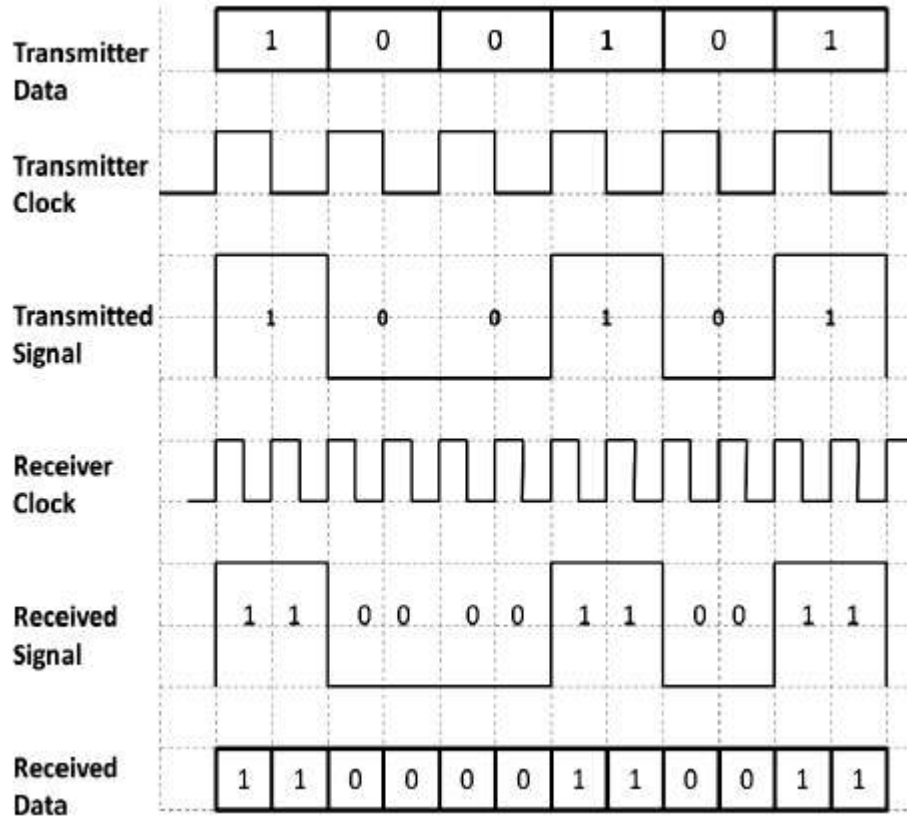 1 0 0 1 0 1
Transmitter
Data
Transmitter
Clock
Transmitted
Signal
1 0 0 1 0 1
Receiver
Clock
Received
Signal
1 1 0 0 0 0 1 1 0 0 1 1
Received
Data
1 1 0 0 0 0 1 1 0 0 1 1